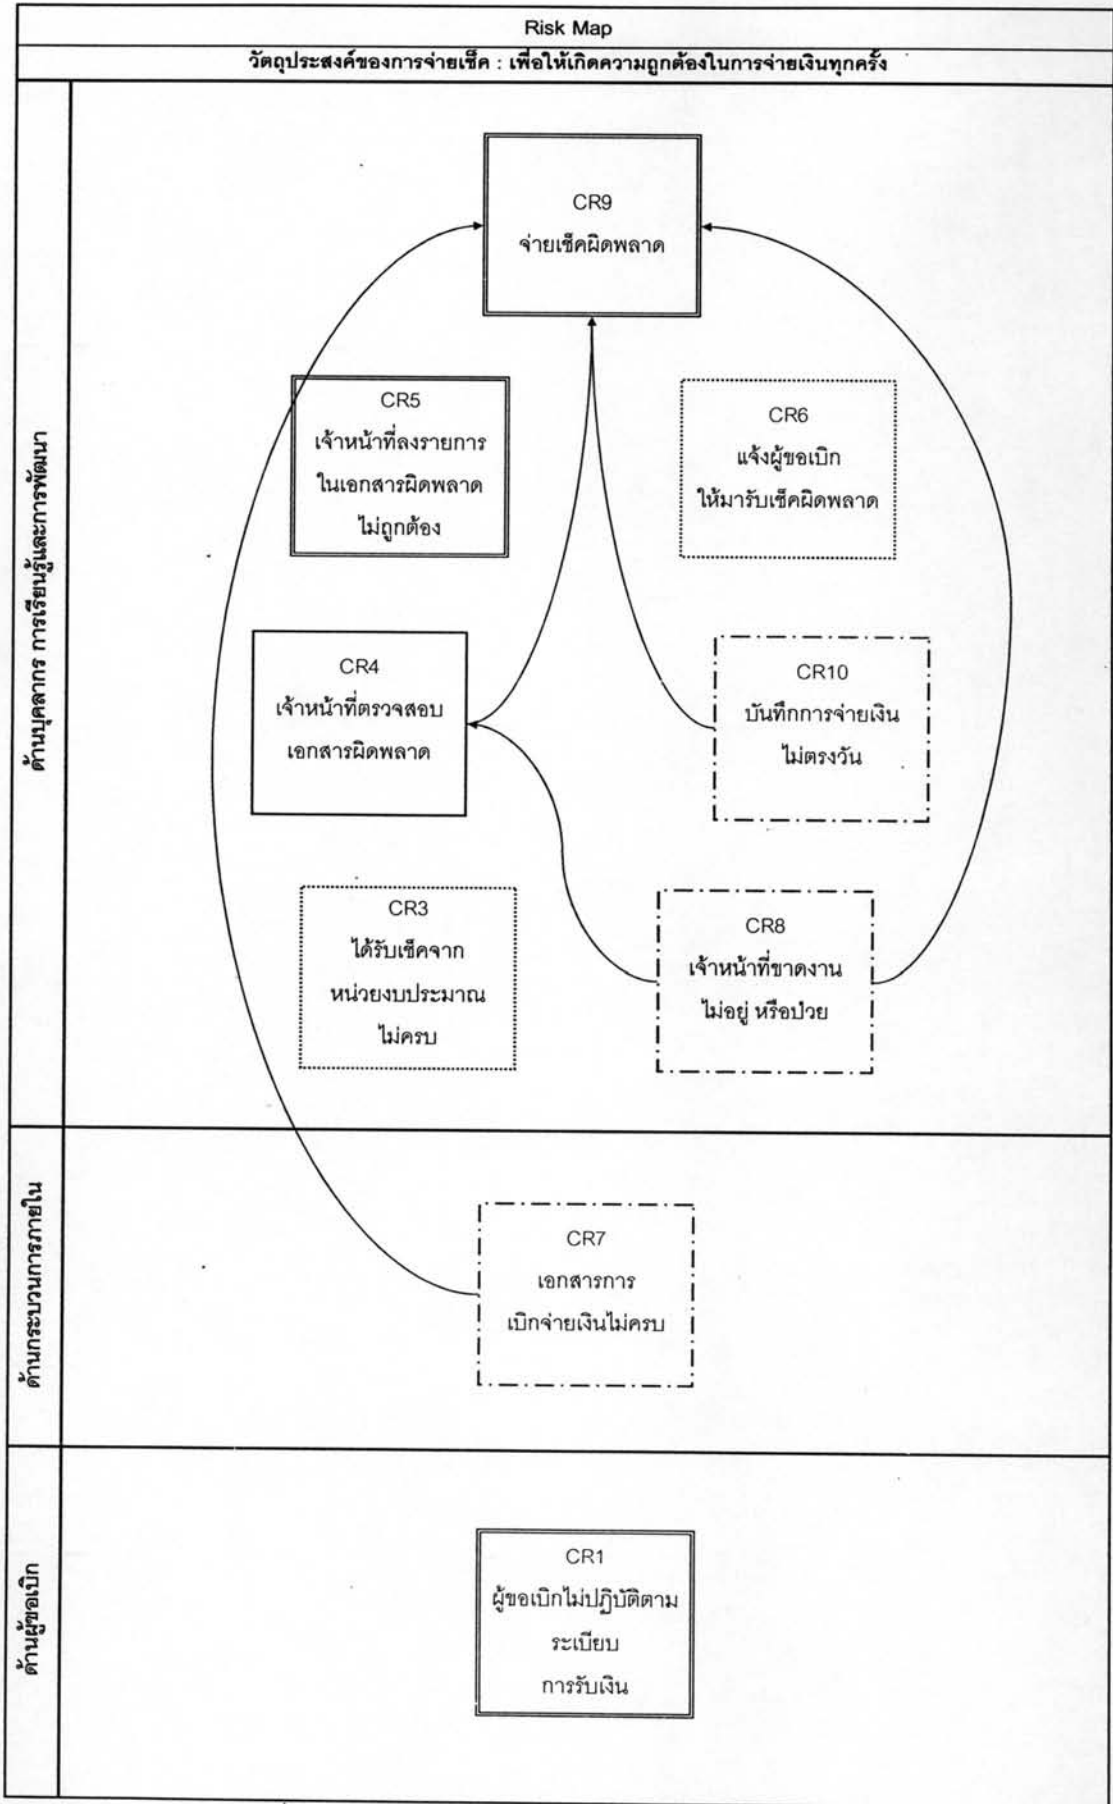 Risk Map
วัตถุประสงค์ของการจ่ายเช็ค : เพื่อให้เกิดความถูกต้องในการจ่ายเงินทุกครั้ง
ด้านบุคลากร การเรียนรู้และการพัฒนา
CR9
จ่ายเช็คผิดพลาด
CR5
เจ้าหน้าที่ลงรายการ
ในเอกสารผิดพลาด
ไม่ถูกต้อง
CR6
แจ้งผู้ขอเบิก
ให้มารับเช็คผิดพลาด
CR4
เจ้าหน้าที่ตรวจสอบ
เอกสารผิดพลาด
CR10
บันทึกการจ่ายเงิน
ไม่ตรงวัน
CR3
ได้รับเช็คจาก
หน่วยงบประมาณ
ไม่ครบ
CR8
เจ้าหน้าที่ขาดงาน
ไม่อยู่ หรือป่วย
ด้านกระบวนการภายใน
CR7
เอกสารการ
เบิกจ่ายเงินไม่ครบ
ด้านผู้ขอเบิก
CR1
ผู้ขอเบิกไม่ปฏิบัติตาม
ระเบียบ
การรับเงิน